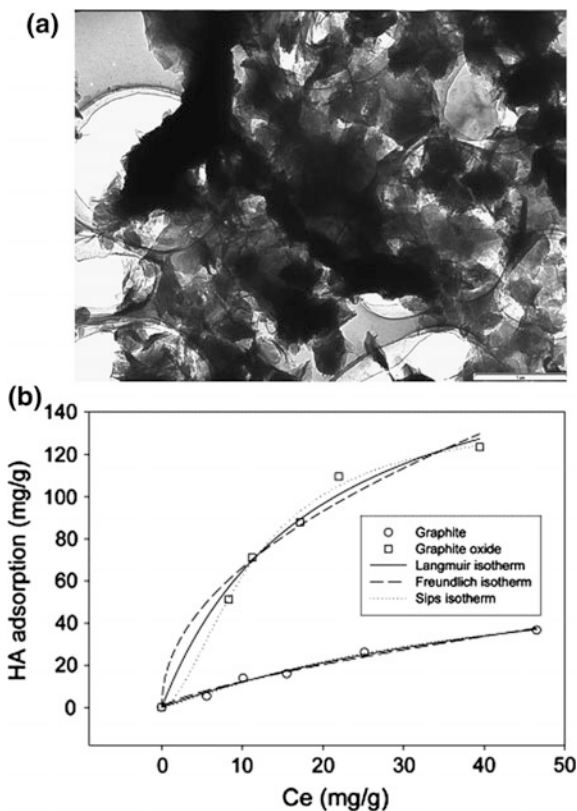 (a)
(b)
HA adsorption (mg/g)
140
120
100
80
60
40
20
0
Graphite
Graphite oxide
Langmuir isotherm
Freundlich isotherm
Sips isotherm
0 10 20 30 40 50
Ce (mg/g)